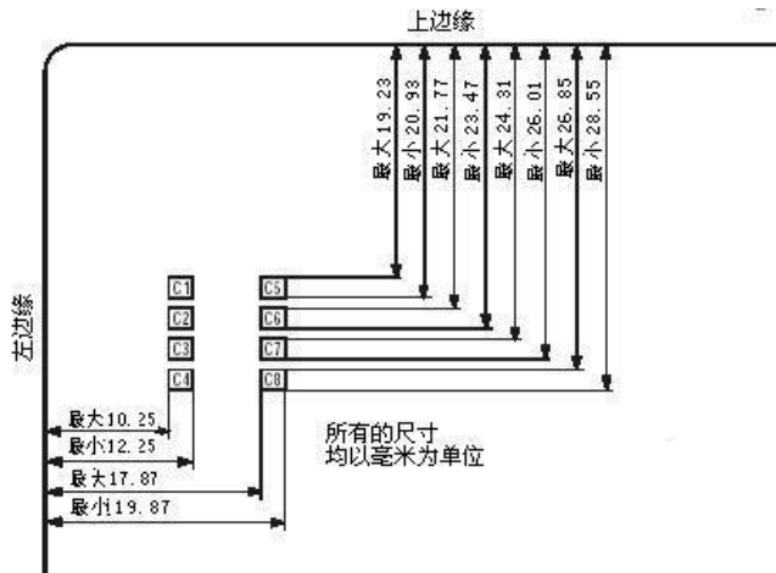 上边缘
最大19.23
最小20.93
最大21.77
最小23.47
最大24.31
最小26.01
最大26.85
最小28.55
左边缘
C1 C5
C2 C6
C3 C7
C4 C8
最大10.25
最小12.25
最大17.87
最小19.87
所有的尺寸
均以毫米为单位